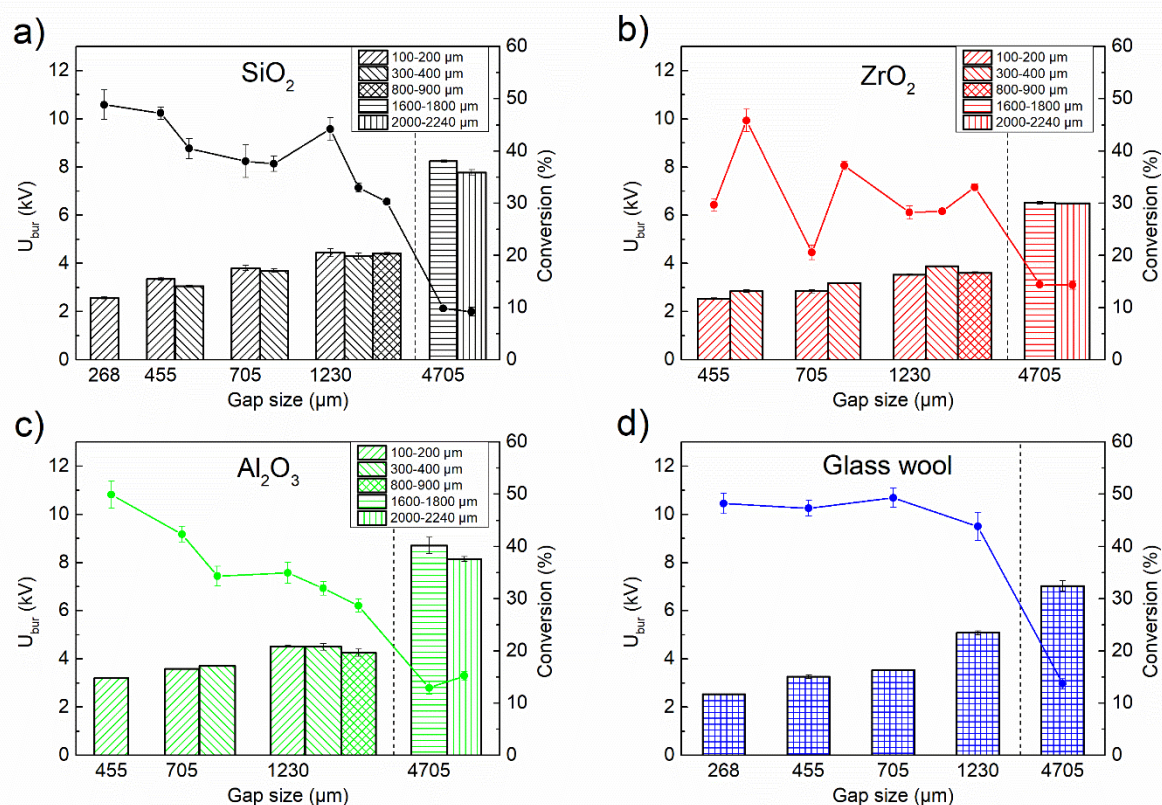 a)
SiO₂
100-200 µm
300-400 µm
800-900 µm
1600-1800 µm
2000-2240 µm
U_bur (kV)
0
2
4
6
8
10
12
Conversion (%)
0
10
20
30
40
50
60
268 455 705 1230 4705
Gap size (µm)
b)
ZrO₂
100-200 µm
300-400 µm
800-900 µm
1600-1800 µm
2000-2240 µm
U_bur (kV)
0
2
4
6
8
10
12
Conversion (%)
0
10
20
30
40
50
60
455 705 1230 4705
Gap size (µm)
c)
Al₂O₃
100-200 µm
300-400 µm
800-900 µm
1600-1800 µm
2000-2240 µm
U_bur (kV)
0
2
4
6
8
10
12
Conversion (%)
0
10
20
30
40
50
60
455 705 1230 4705
Gap size (µm)
d)
Glass wool
U_bur (kV)
0
2
4
6
8
10
12
Conversion (%)
0
10
20
30
40
50
60
268 455 705 1230 4705
Gap size (µm)